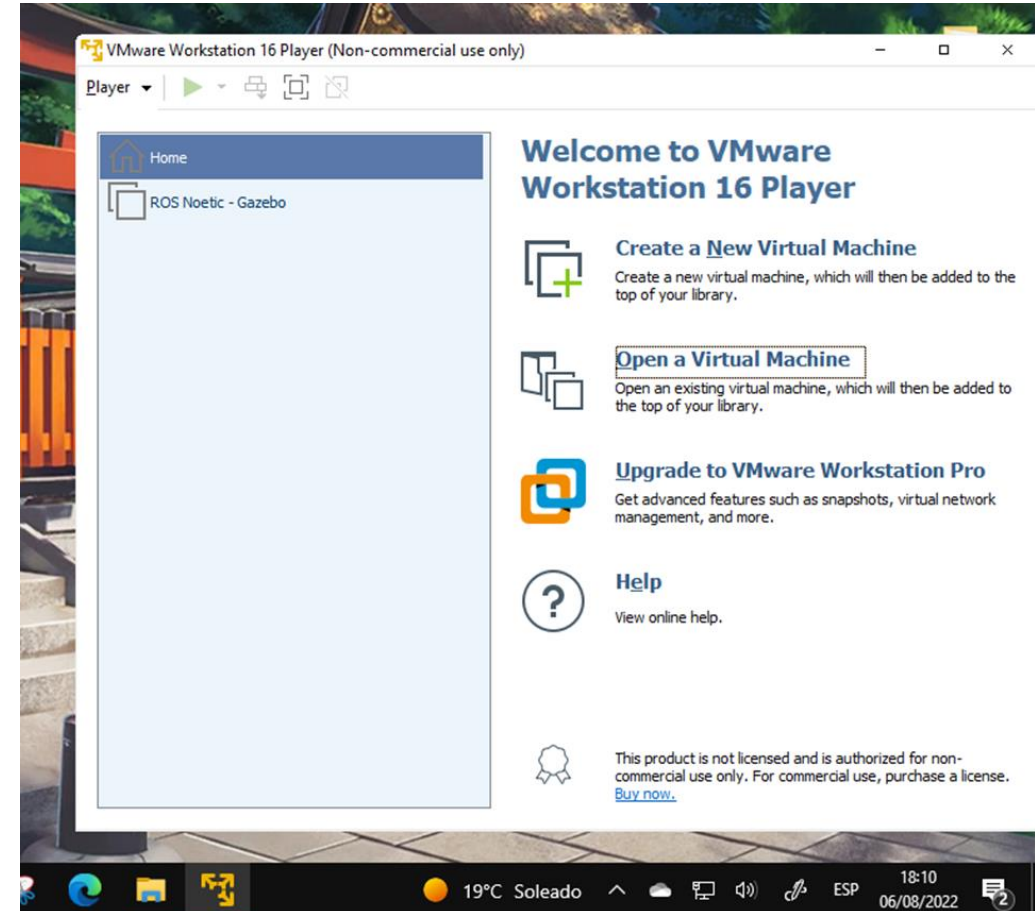 VMware Workstation 16 Player (Non-commercial use only)
Player
Home
ROS Noetic - Gazebo
Welcome to VMware
Workstation 16 Player
Create a New Virtual Machine
Create a new virtual machine, which will then be added to the
top of your library.
Open a Virtual Machine
Open an existing virtual machine, which will then be added to
the top of your library.
Upgrade to VMware Workstation Pro
Get advanced features such as snapshots, virtual network
management, and more.
?
Help
View online help.
This product is not licensed and is authorized for non-
commercial use only. For commercial use, purchase a license.
Buy now.
19°C Soleado
ESP
18:10
06/08/2022
2